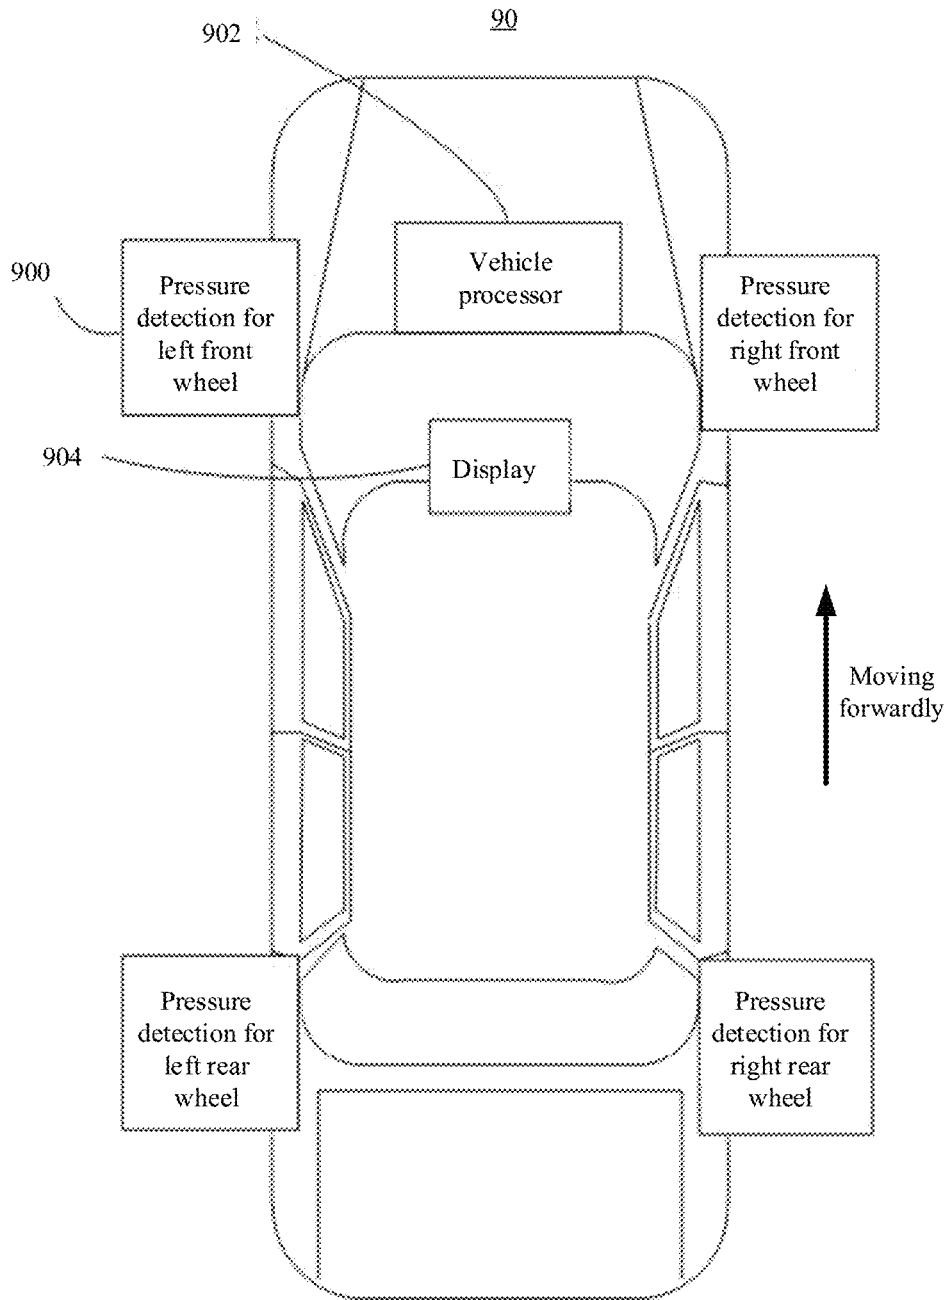 90
902
Vehicle
processor
900
Pressure
detection for
left front
wheel
Pressure
detection for
right front
wheel
904
Display
Moving
forwardly
Pressure
detection for
left rear
wheel
Pressure
detection for
right rear
wheel